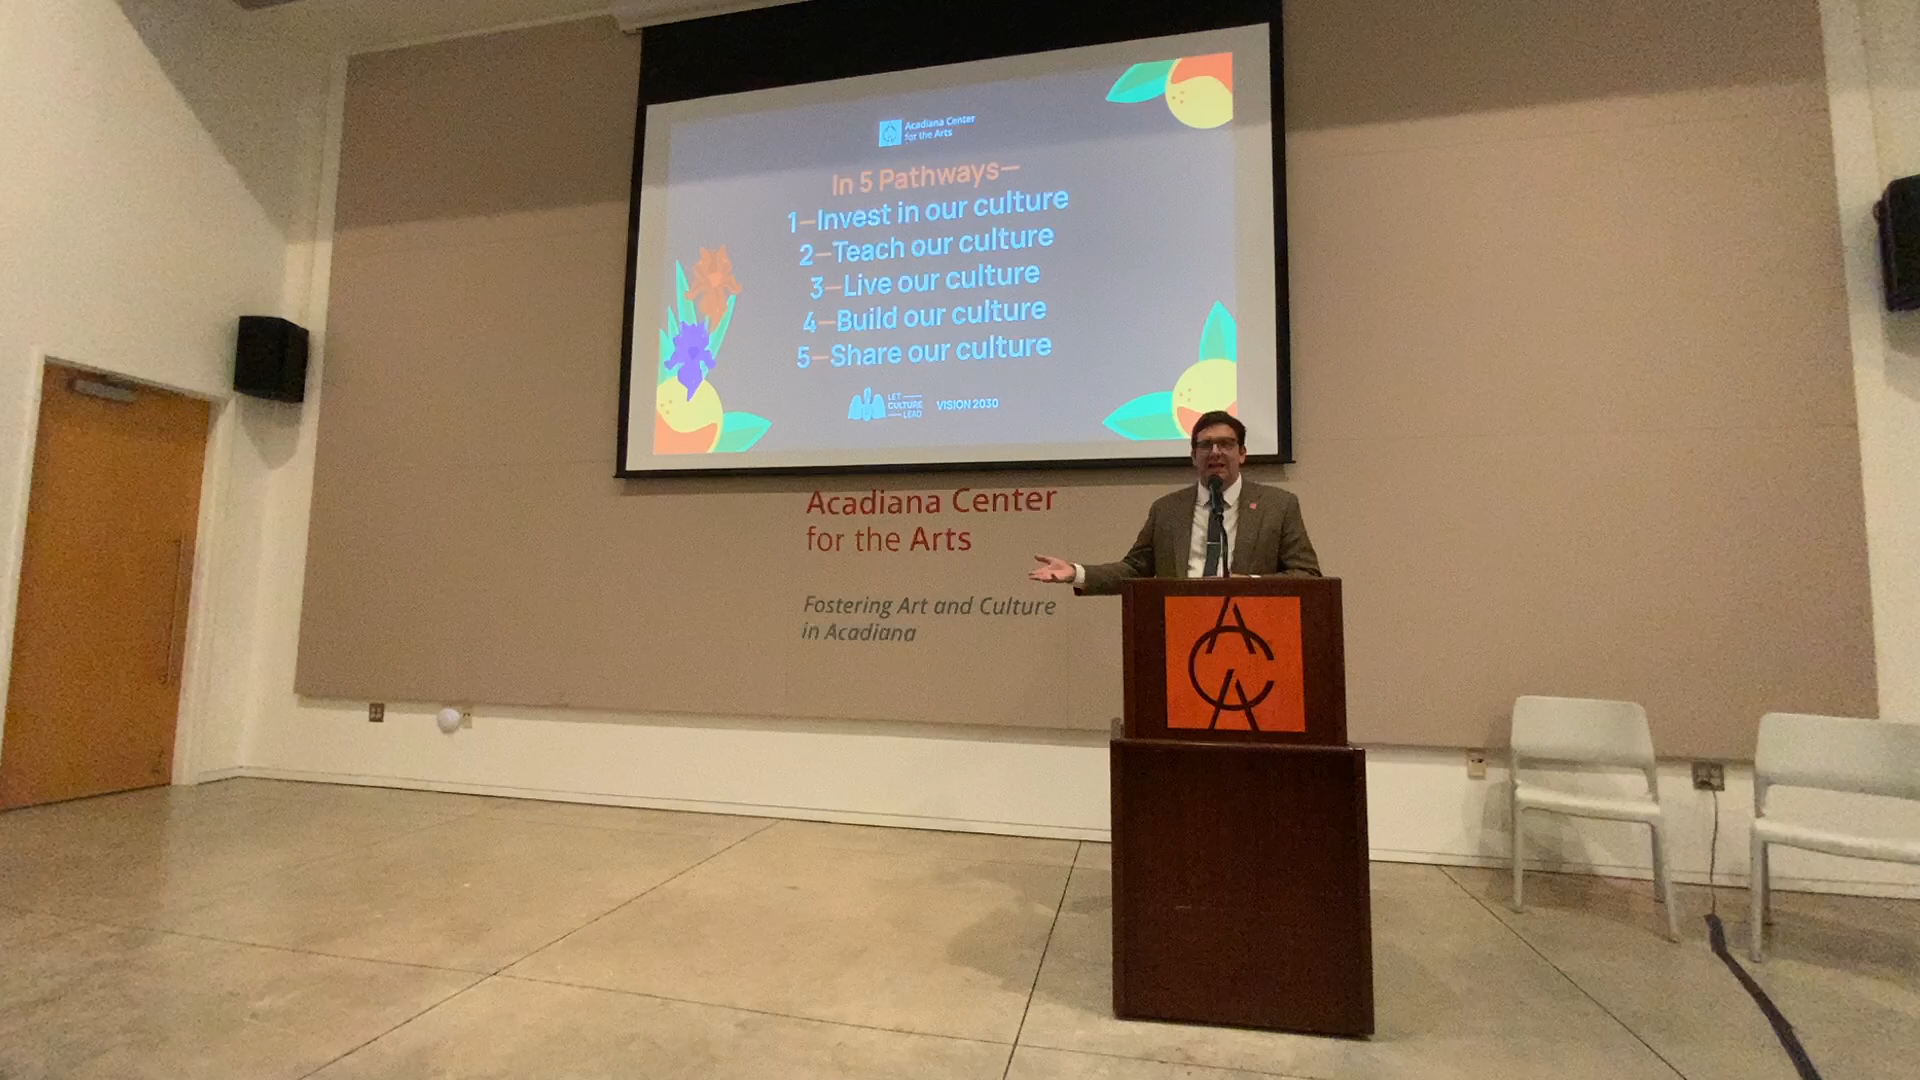 Acadiana Center
for the Arts
In 5 Pathways—
1—Invest in our culture
2—Teach our culture
3—Live our culture
4—Build our culture
5—Share our culture
LET
CULTURE
LEAD
VISION 2030
Acadiana Center
for the Arts
Fostering Art and Culture
in Acadiana
ACA